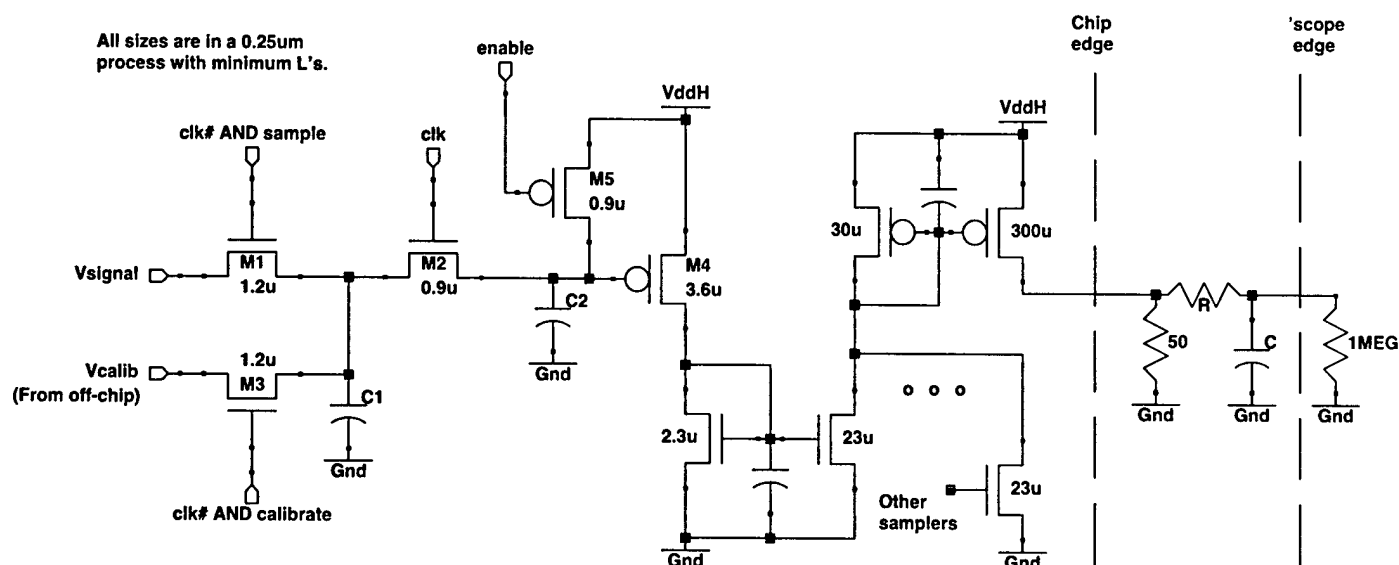 All sizes are in a 0.25um
process with minimum L's.
enable
Chip
edge
'scope
edge
clk# AND sample
clk
VddH
VddH
M5
0.9u
30u
300u
Vsignal
M1
1.2u
M2
0.9u
M4
3.6u
C2
Gnd
R
50
C
1MEG
Gnd
Gnd
Gnd
1.2u
Vcalib
(From off-chip)
M3
C1
Gnd
clk# AND calibrate
2.3u
23u
o o o
Other
samplers
23u
Gnd
Gnd